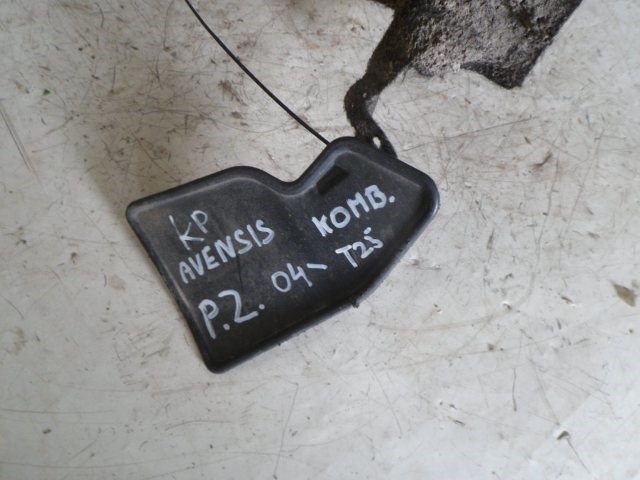 KP
AVENSIS KOMB.
P.Z. 04- T25